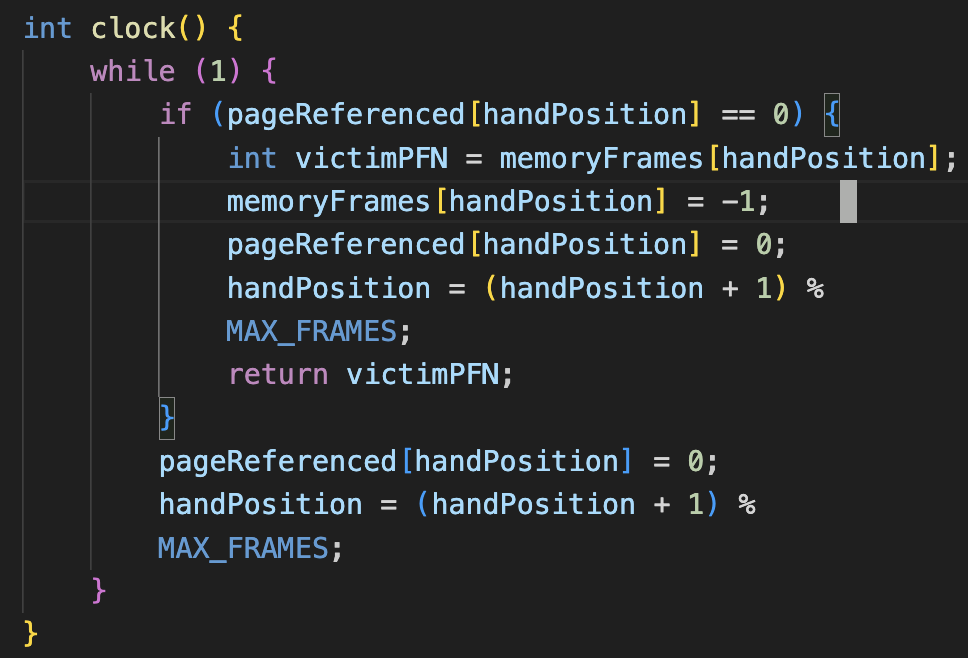 int clock() {
    while (1) {
        if (pageReferenced[handPosition] == 0) {
            int victimPFN = memoryFrames[handPosition];
            memoryFrames[handPosition] = -1;
            pageReferenced[handPosition] = 0;
            handPosition = (handPosition + 1) %
            MAX_FRAMES;
            return victimPFN;
        }
        pageReferenced[handPosition] = 0;
        handPosition = (handPosition + 1) %
        MAX_FRAMES;
    }
}